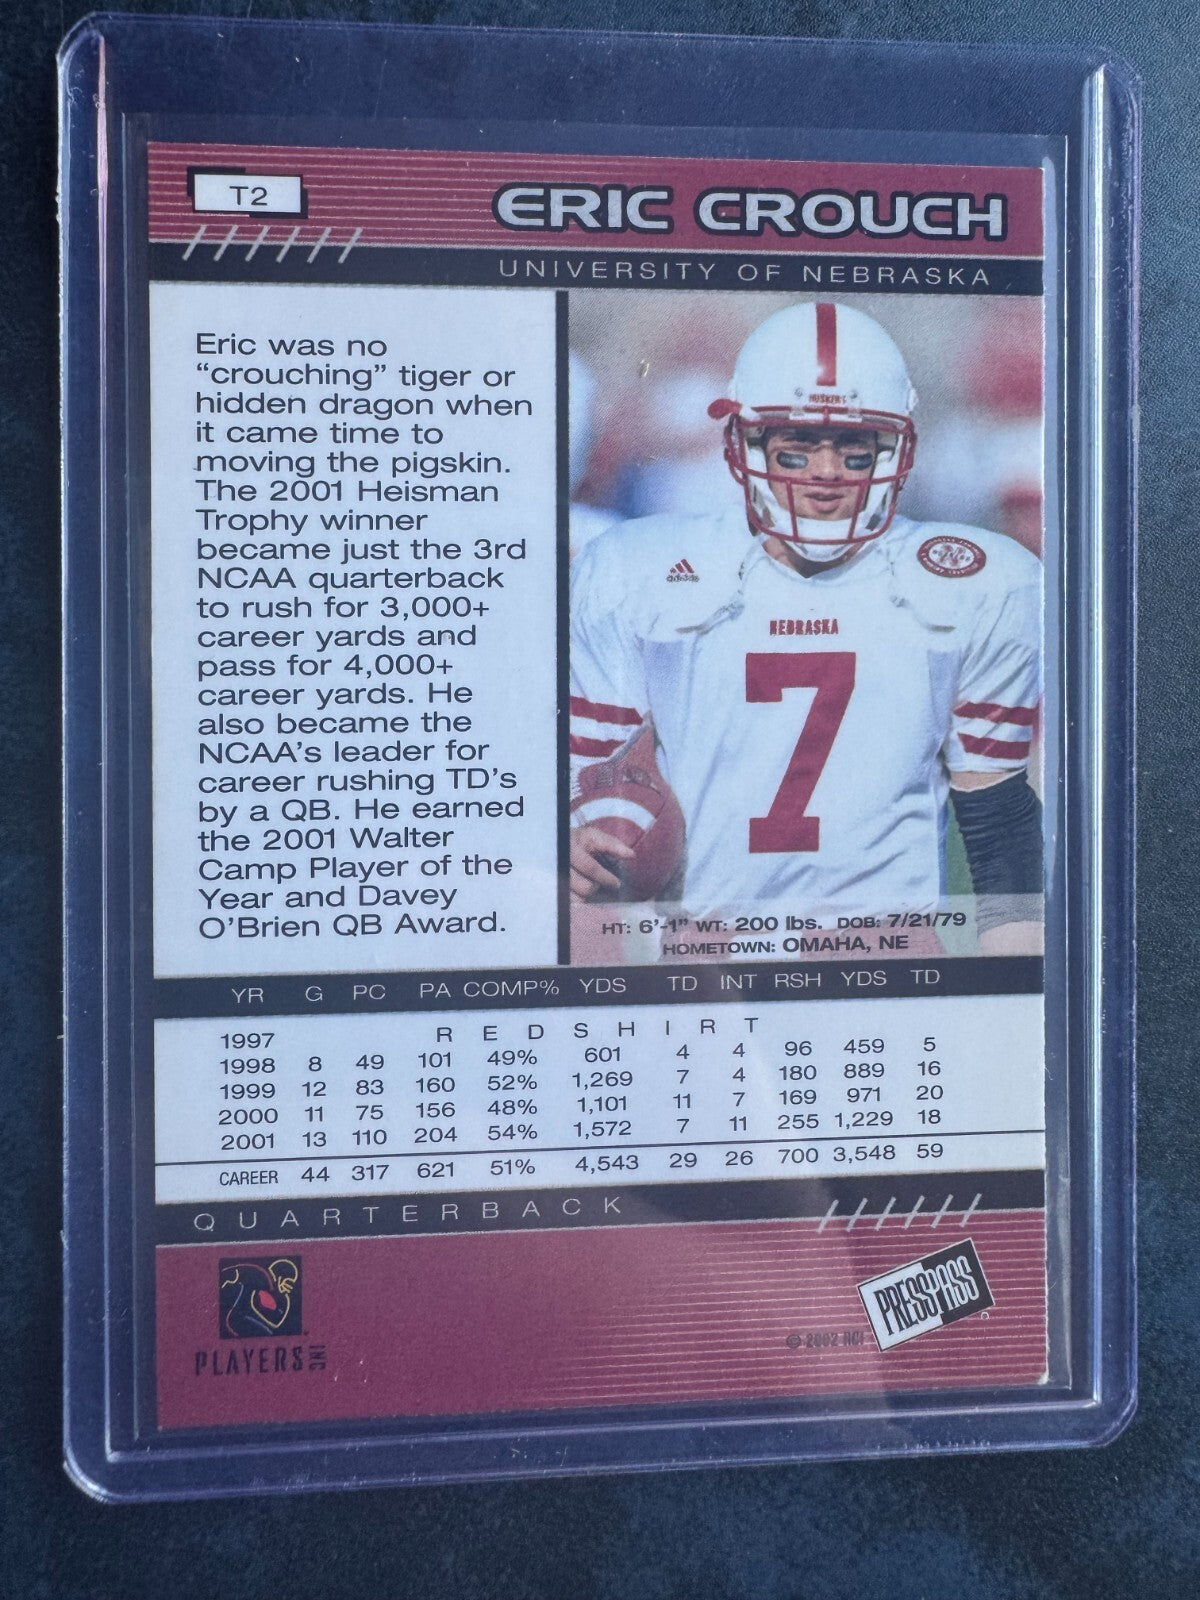 T2
ERIC CROUCH
UNIVERSITY OF NEBRASKA
Eric was no
“crouching” tiger or
hidden dragon when
it came time to
moving the pigskin.
The 2001 Heisman
Trophy winner
became just the 3rd
NCAA quarterback
to rush for 3,000+
career yards and
pass for 4,000+
career yards. He
also became the
NCAA’s leader for
career rushing TD’s
by a QB. He earned
the 2001 Walter
Camp Player of the
Year and Davey
O’Brien QB Award.
HUSKERS
adidas
NEBRASKA
7
HT: 6’-1” WT: 200 lbs. DOB: 7/21/79
HOMETOWN: OMAHA, NE
YR G PC PA COMP% YDS TD INT RSH YDS TD
1997 REDSHIRT
1998 8 49 101 49% 601 4 4 96 459 5
1999 12 83 160 52% 1,269 7 4 180 889 16
2000 11 75 156 48% 1,101 11 7 169 971 20
2001 13 110 204 54% 1,572 7 11 255 1,229 18
CAREER 44 317 621 51% 4,543 29 26 700 3,548 59
QUARTERBACK
PLAYERS INC
© 2002 RCI
PRESS PASS